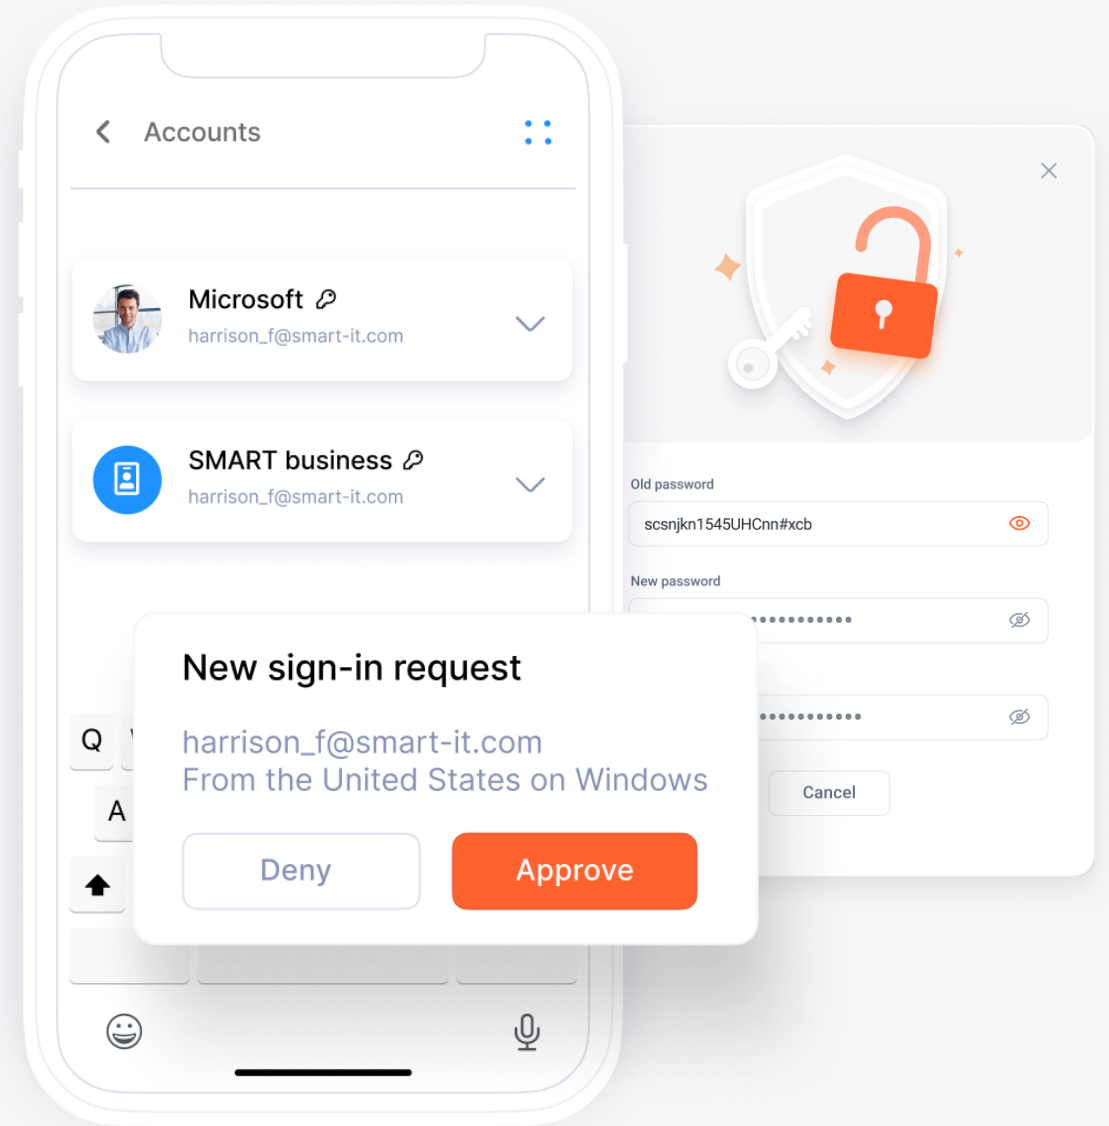 Accounts
Microsoft
harrison_f@smart-it.com
SMART business
harrison_f@smart-it.com
Old password
scsnjkn1545UHCnn#xcb
New password
New sign-in request
harrison_f@smart-it.com
From the United States on Windows
Deny
Approve
Cancel
Q
A